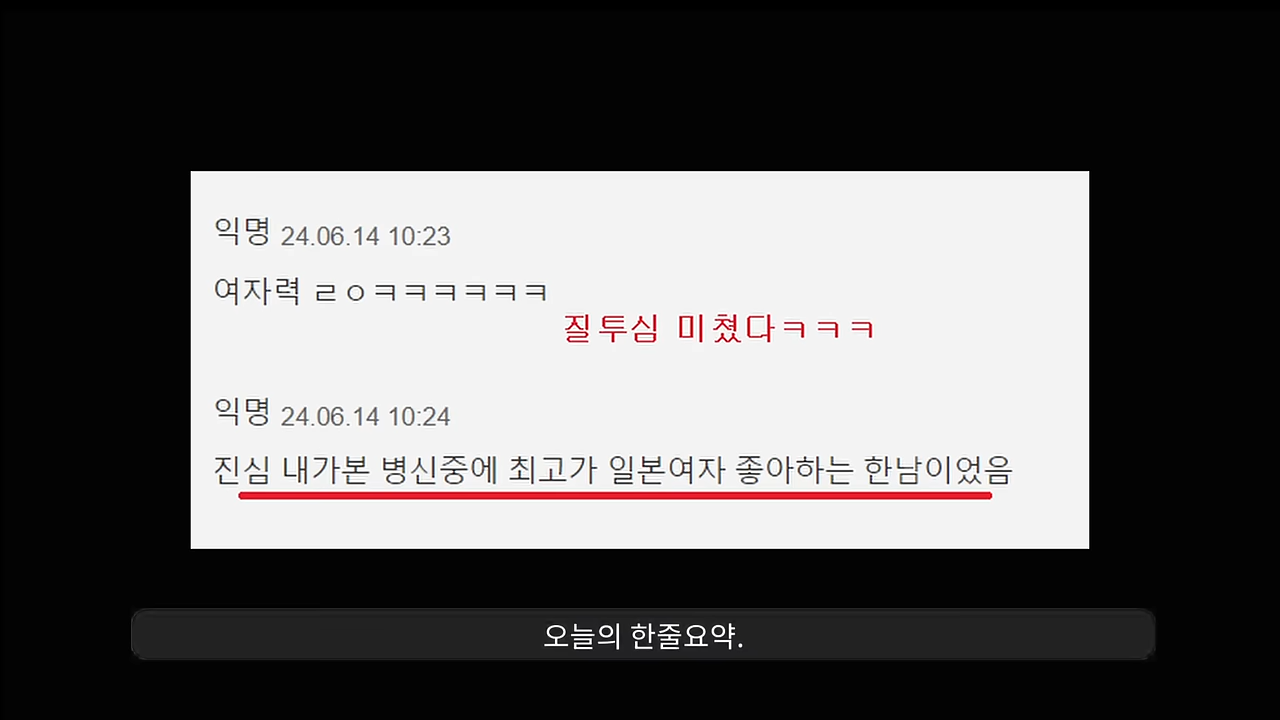 익명 24.06.14 10:23
여자력 ㄹㅇㅋㅋㅋㅋㅋㅋ
질투심 미쳤다ㅋㅋㅋ
익명 24.06.14 10:24
진심 내가본 병신중에 최고가 일본여자 좋아하는 한남이었음
오늘의 한줄요약.